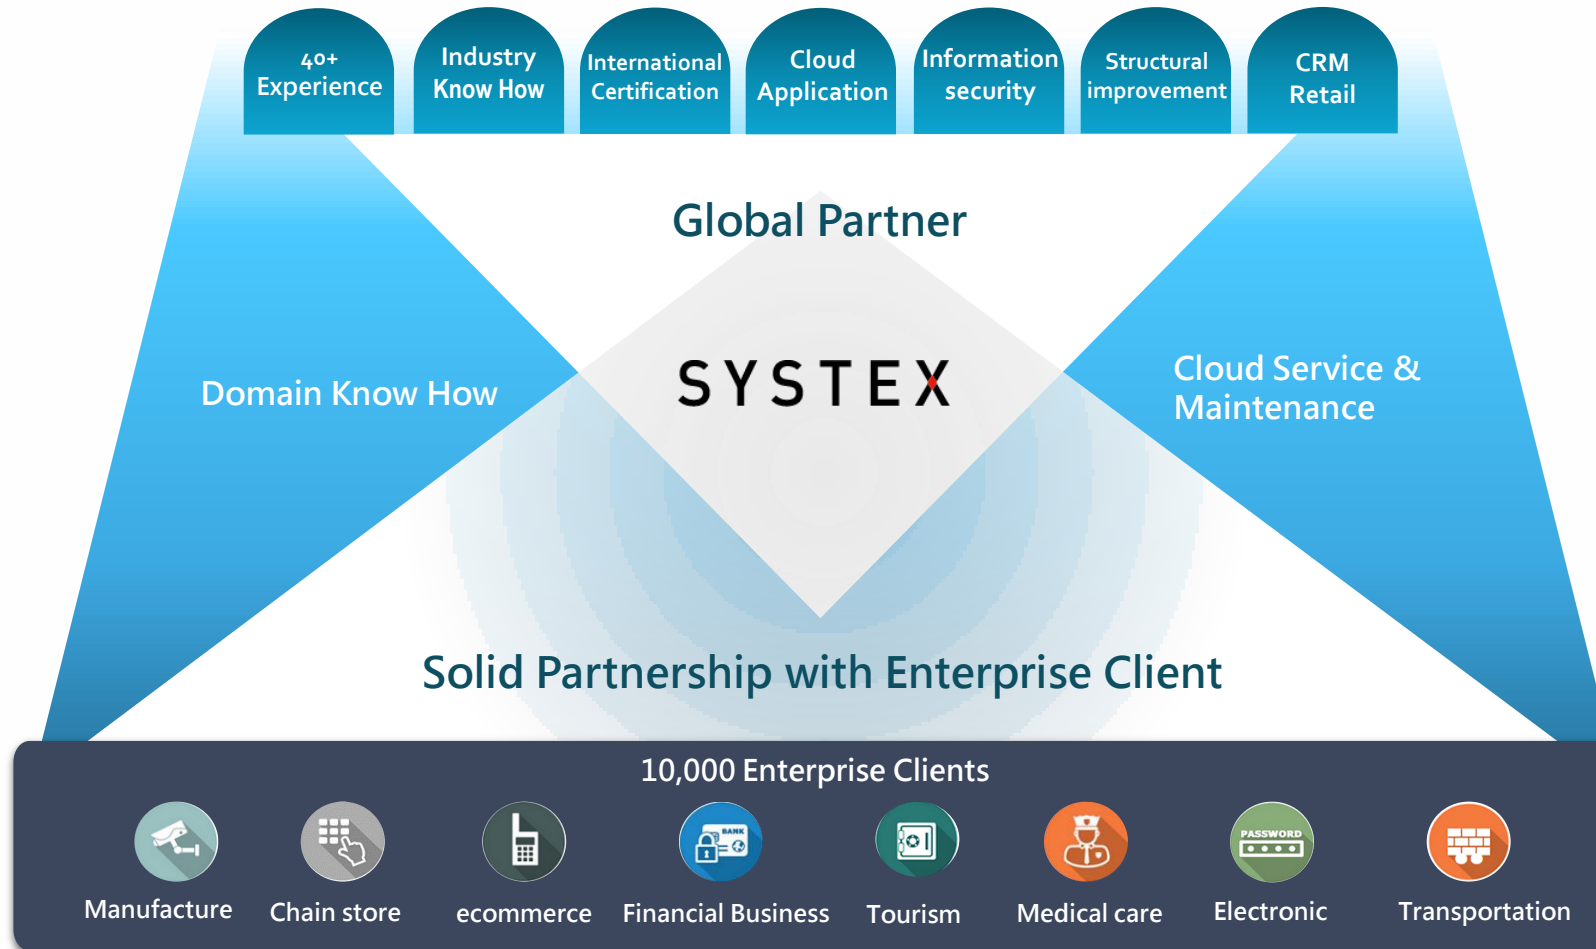 40+
Experience
Industry
Know How
International
Certification
Cloud
Application
Information
security
Structural
improvement
CRM
Retail
Global Partner
SYSTEX
Domain Know How
Cloud Service &
Maintenance
Solid Partnership with Enterprise Client
10,000 Enterprise Clients
BANK
PASSWORD
Manufacture
Chain store
ecommerce
Financial Business
Tourism
Medical care
Electronic
Transportation